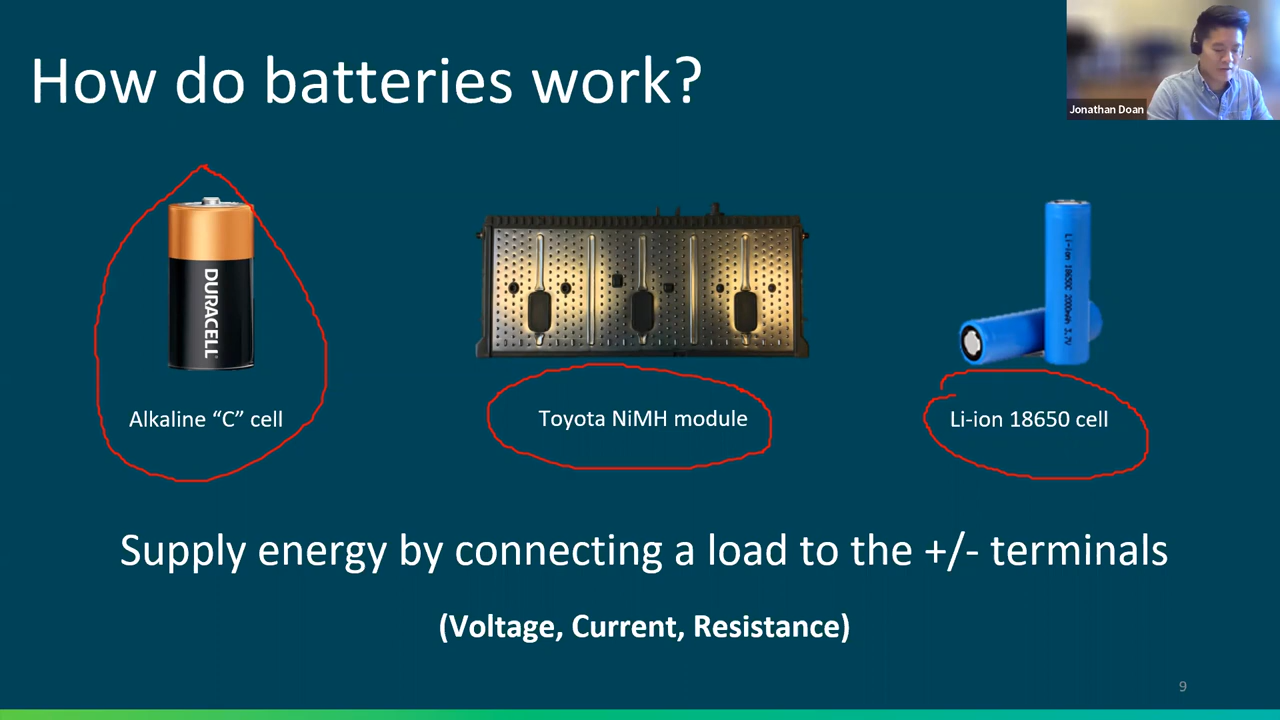 How do batteries work?
Jonathan Doan
DURACELL
Li-ion 18650C 2000mAh 3.7V
Alkaline “C” cell
Toyota NiMH module
Li-ion 18650 cell
Supply energy by connecting a load to the +/- terminals
(Voltage, Current, Resistance)
9